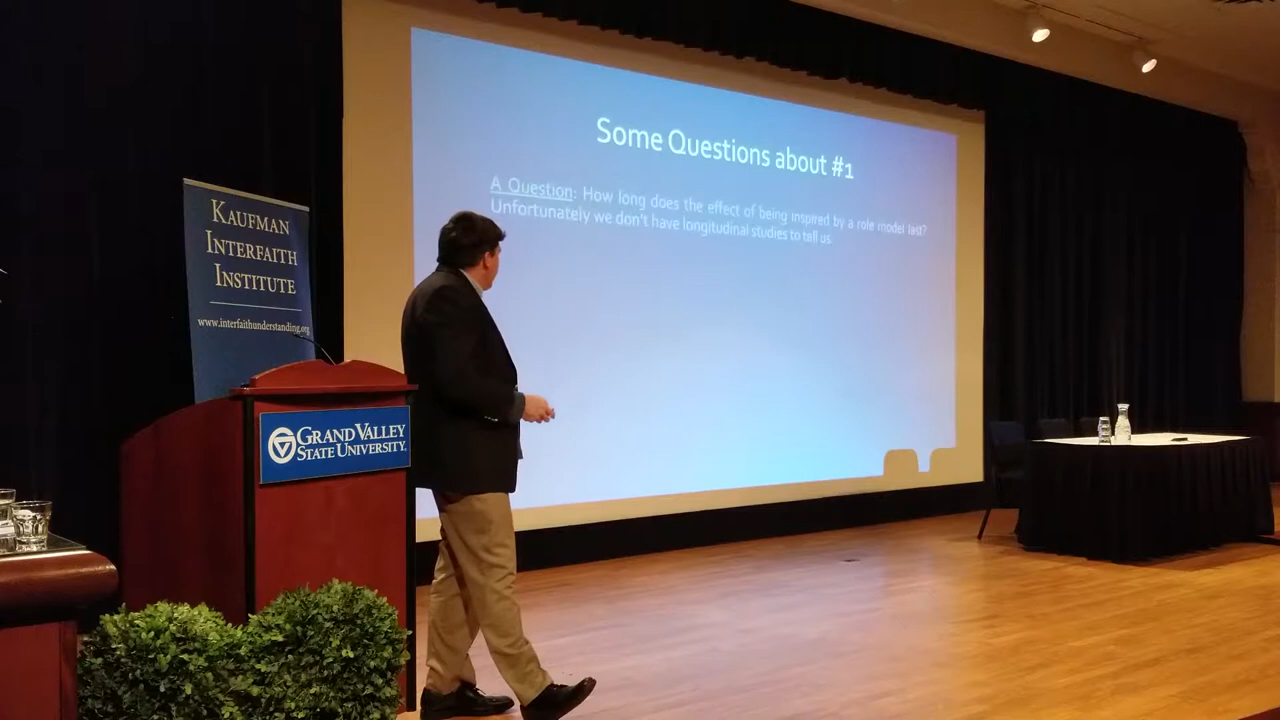 Some Questions about #1
A Question: How long does the effect of being inspired by a role model last?
Unfortunately we don't have longitudinal studies to tell us
KAUFMAN
INTERFAITH
INSTITUTE
www.interfaithunderstanding.org
GRAND VALLEY
STATE UNIVERSITY